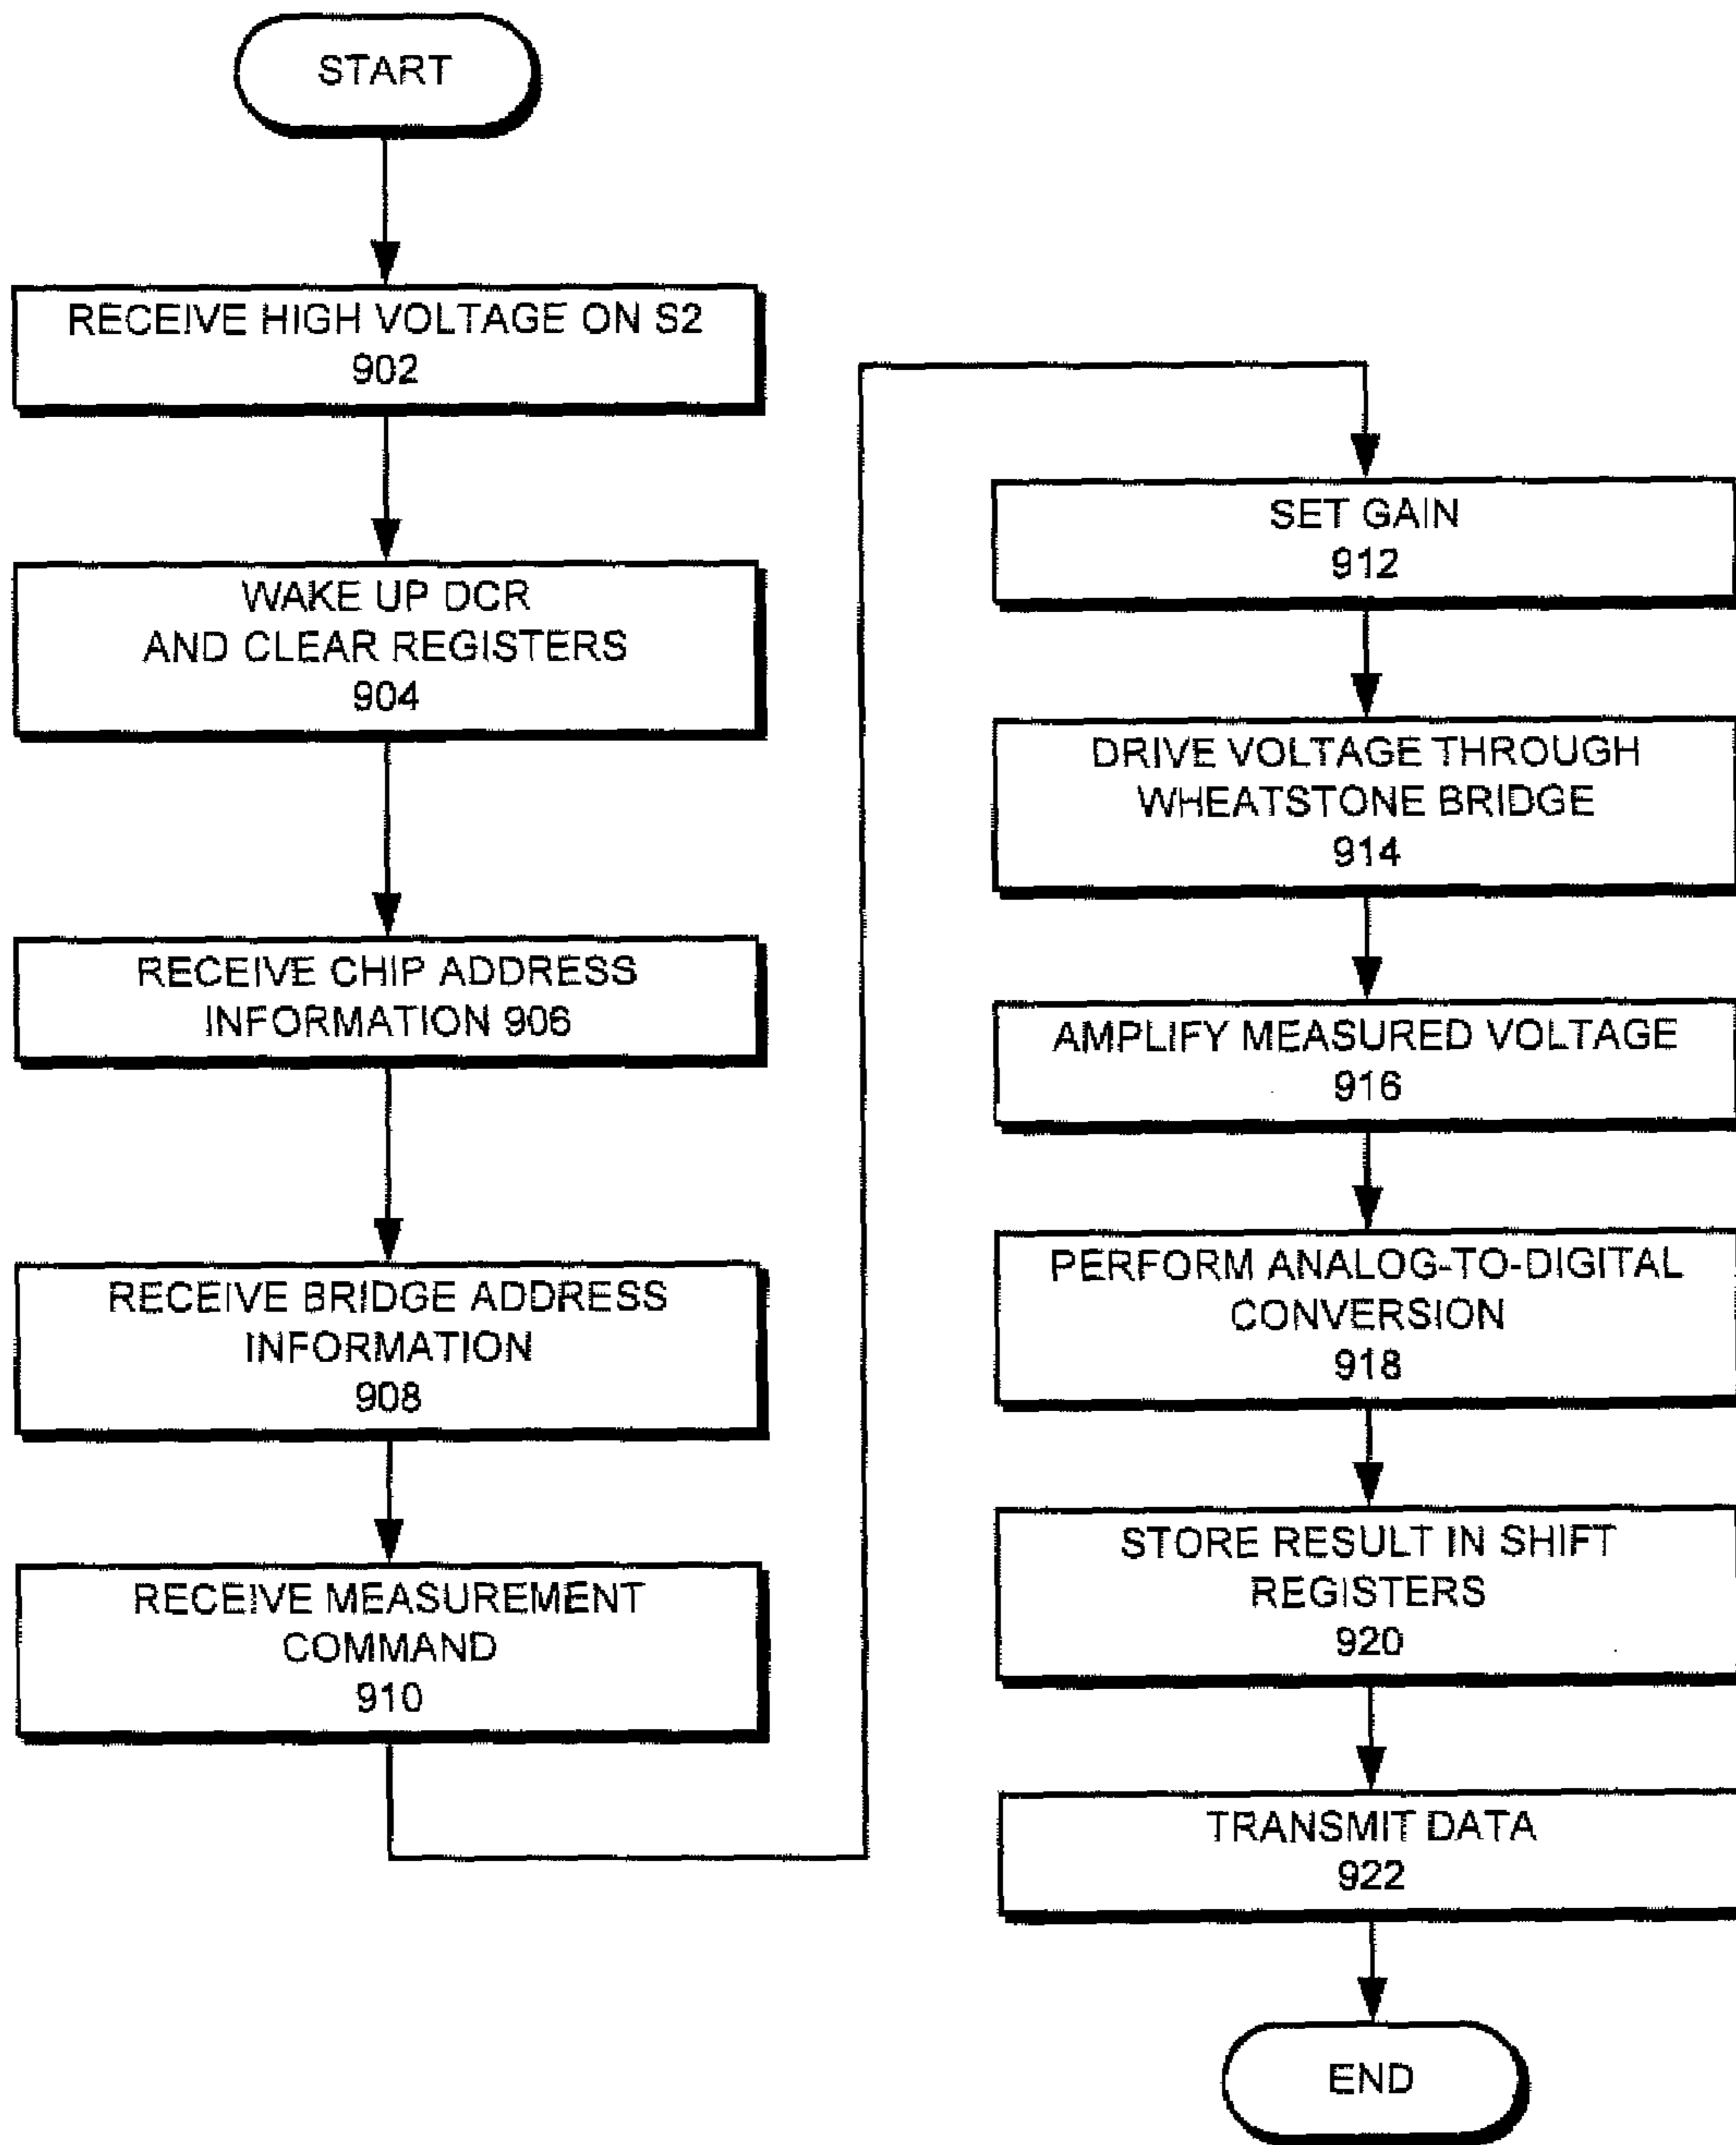 START
RECEIVE HIGH VOLTAGE ON S2
902
WAKE UP DCR
AND CLEAR REGISTERS
904
RECEIVE CHIP ADDRESS
INFORMATION 906
RECEIVE BRIDGE ADDRESS
INFORMATION
908
RECEIVE MEASUREMENT
COMMAND
910
SET GAIN
912
DRIVE VOLTAGE THROUGH
WHEATSTONE BRIDGE
914
AMPLIFY MEASURED VOLTAGE
916
PERFORM ANALOG-TO-DIGITAL
CONVERSION
918
STORE RESULT IN SHIFT
REGISTERS
920
TRANSMIT DATA
922
END